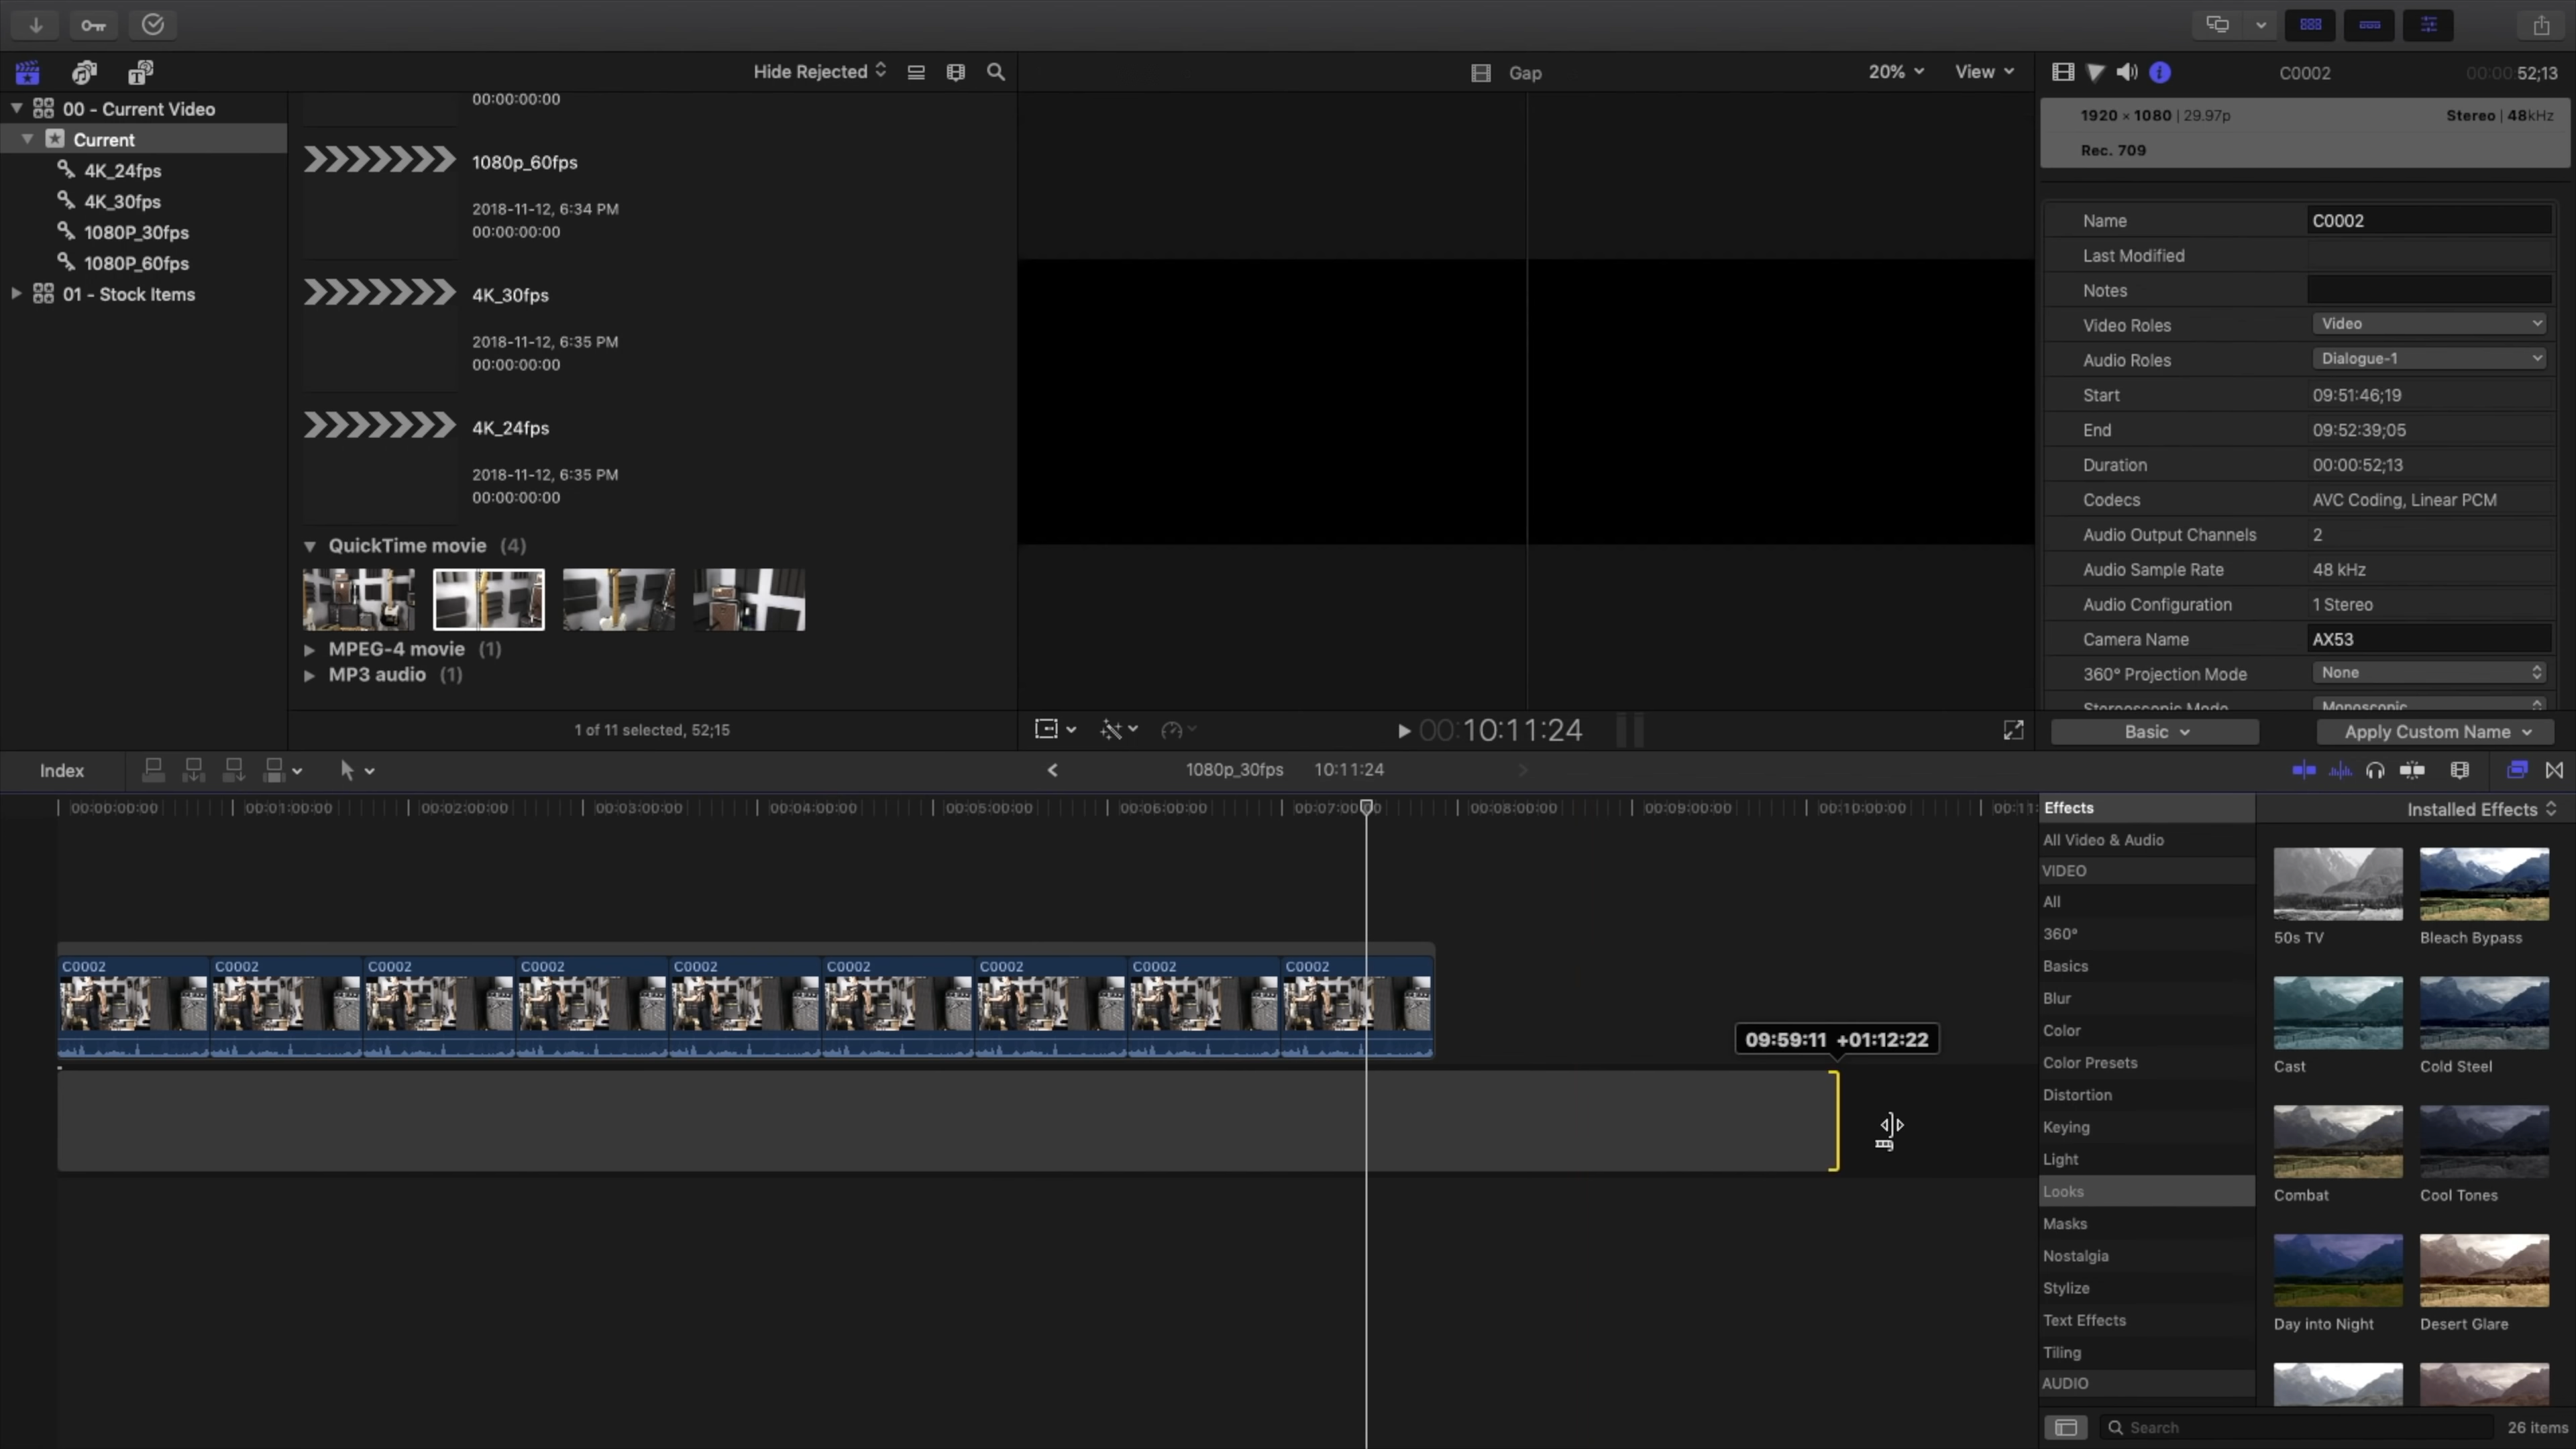 Hide Rejected
Gap
20%
View
C0002
00:00:52;13
00 - Current Video
Current
4K_24fps
4K_30fps
1080P_30fps
1080P_60fps
01 - Stock Items
00:00:00:00
1080p_60fps
2018-11-12, 6:34 PM
00:00:00:00
4K_30fps
2018-11-12, 6:35 PM
00:00:00:00
4K_24fps
2018-11-12, 6:35 PM
00:00:00:00
QuickTime movie (4)
MPEG-4 movie (1)
MP3 audio (1)
1 of 11 selected, 52;15
00:10:11:24
1920 × 1080 | 29.97p
Stereo | 48kHz
Rec. 709
Name C0002
Last Modified
Notes
Video Roles Video
Audio Roles Dialogue-1
Start 09:51:46;19
End 09:52:39;05
Duration 00:00:52;13
Codecs AVC Coding, Linear PCM
Audio Output Channels 2
Audio Sample Rate 48 kHz
Audio Configuration 1 Stereo
Camera Name AX53
360° Projection Mode None
Stereoscopic Mode Monoscopic
Basic
Apply Custom Name
Index
1080p_30fps 10:11:24
00:00:00:00 00:01:00:00 00:02:00:00 00:03:00:00 00:04:00:00 00:05:00:00 00:06:00:00 00:07:00:00 00:08:00:00 00:09:00:00 00:10:00:00 00:11:
C0002 C0002 C0002 C0002 C0002 C0002 C0002 C0002 C0002
09:59:11 +01:12:22
Effects
Installed Effects
All Video & Audio
VIDEO
All
360°
Basics
Blur
Color
Color Presets
Distortion
Keying
Light
Looks
Masks
Nostalgia
Stylize
Text Effects
Tiling
AUDIO
50s TV
Bleach Bypass
Cast
Cold Steel
Combat
Cool Tones
Day into Night
Desert Glare
Search
26 items